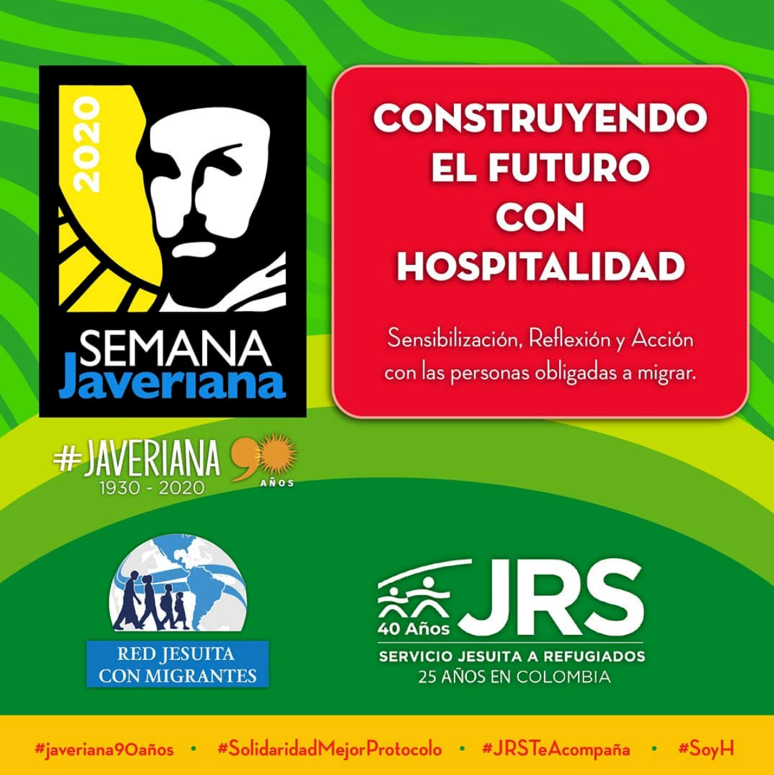 2020
SEMANA
Javeriana
CONSTRUYENDO
EL FUTURO
CON
HOSPITALIDAD
Sensibilización, Reflexión y Acción
con las personas obligadas a migrar.
#JAVERIANA 90
1930 - 2020 AÑOS
RED JESUITA
CON MIGRANTES
JRS
40 Años
SERVICIO JESUITA A REFUGIADOS
25 AÑOS EN COLOMBIA
#javeriana90años • #SolidaridadMejorProtocolo • #JRSTeAcompaña • #SoyH